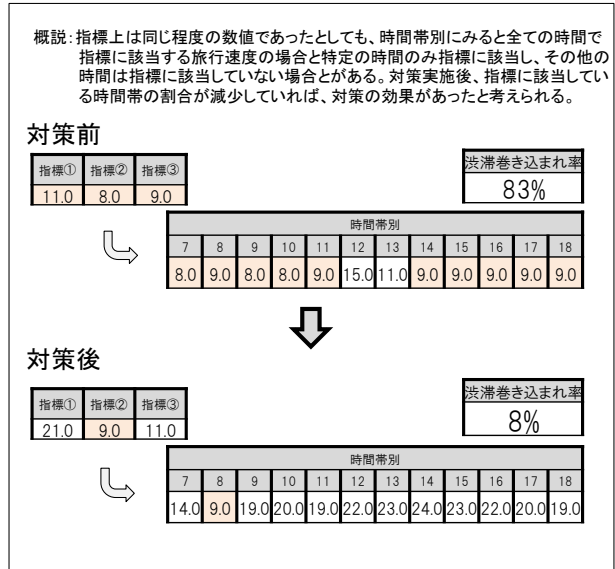 概説:指標上は同じ程度の数値であったとしても、時間帯別にみると全ての時間で
指標に該当する旅行速度の場合と特定の時間のみ指標に該当し、その他の
時間は指標に該当していない場合とがある。対策実施後、指標に該当してい
る時間帯の割合が減少していれば、対策の効果があったと考えられる。
対策前
指標① 指標② 指標③
11.0 8.0 9.0
渋滞巻き込まれ率
83%
時間帯別
7 8 9 10 11 12 13 14 15 16 17 18
8.0 9.0 8.0 8.0 9.0 15.0 11.0 9.0 9.0 9.0 9.0 9.0
対策後
指標① 指標② 指標③
21.0 9.0 11.0
渋滞巻き込まれ率
8%
時間帯別
7 8 9 10 11 12 13 14 15 16 17 18
14.0 9.0 19.0 20.0 19.0 22.0 23.0 24.0 23.0 22.0 20.0 19.0